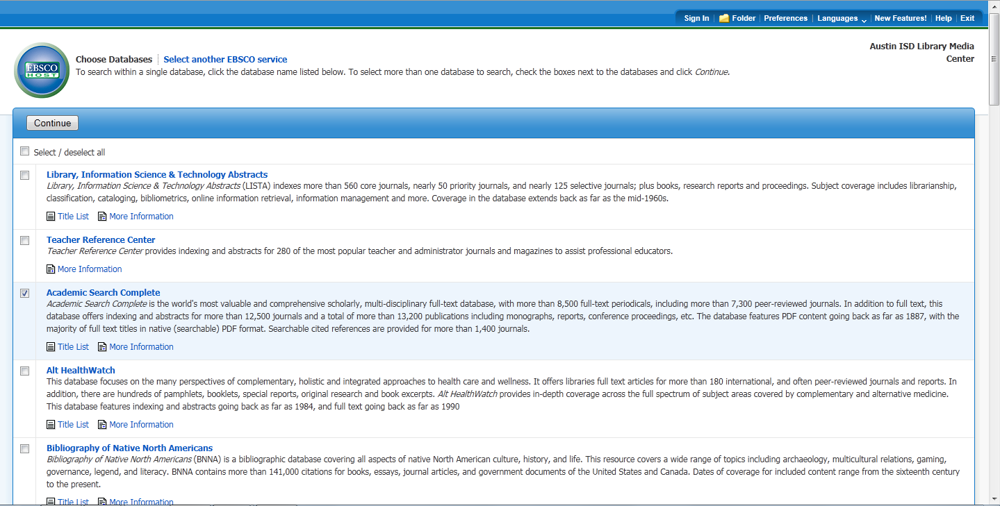 Sign In Folder Preferences Languages New Features! Help Exit
Austin ISD Library Media
Center
EBSCO
HOST
Choose Databases Select another EBSCO service
To search within a single database, click the database name listed below. To select more than one database to search, check the boxes next to the databases and click Continue.
Continue
Select / deselect all
Library, Information Science & Technology Abstracts
Library, Information Science & Technology Abstracts (LISTA) indexes more than 560 core journals, nearly 50 priority journals, and nearly 125 selective journals; plus books, research reports and proceedings. Subject coverage includes librarianship,
classification, cataloging, bibliometrics, online information retrieval, information management and more. Coverage in the database extends back as far as the mid-1960s.
Title List More Information
Teacher Reference Center
Teacher Reference Center provides indexing and abstracts for 280 of the most popular teacher and administrator journals and magazines to assist professional educators.
More Information
Academic Search Complete
Academic Search Complete is the world's most valuable and comprehensive scholarly, multi-disciplinary full-text database, with more than 8,500 full-text periodicals, including more than 7,300 peer-reviewed journals. In addition to full text, this
database offers indexing and abstracts for more than 12,500 journals and a total of more than 13,200 publications including monographs, reports, conference proceedings, etc. The database features PDF content going back as far as 1887, with the
majority of full text titles in native (searchable) PDF format. Searchable cited references are provided for more than 1,400 journals.
Title List More Information
Alt HealthWatch
This database focuses on the many perspectives of complementary, holistic and integrated approaches to health care and wellness. It offers libraries full text articles for more than 180 international, and often peer-reviewed journals and reports. In
addition, there are hundreds of pamphlets, booklets, special reports, original research and book excerpts. Alt HealthWatch provides in-depth coverage across the full spectrum of subject areas covered by complementary and alternative medicine.
This database features indexing and abstracts going back as far as 1984, and full text going back as far as 1990
Title List More Information
Bibliography of Native North Americans
Bibliography of Native North Americans (BNNA) is a bibliographic database covering all aspects of native North American culture, history, and life. This resource covers a wide range of topics including archaeology, multicultural relations, gaming,
governance, legend, and literacy. BNNA contains more than 141,000 citations for books, essays, journal articles, and government documents of the United States and Canada. Dates of coverage for included content range from the sixteenth century
to the present.
Title List More Information